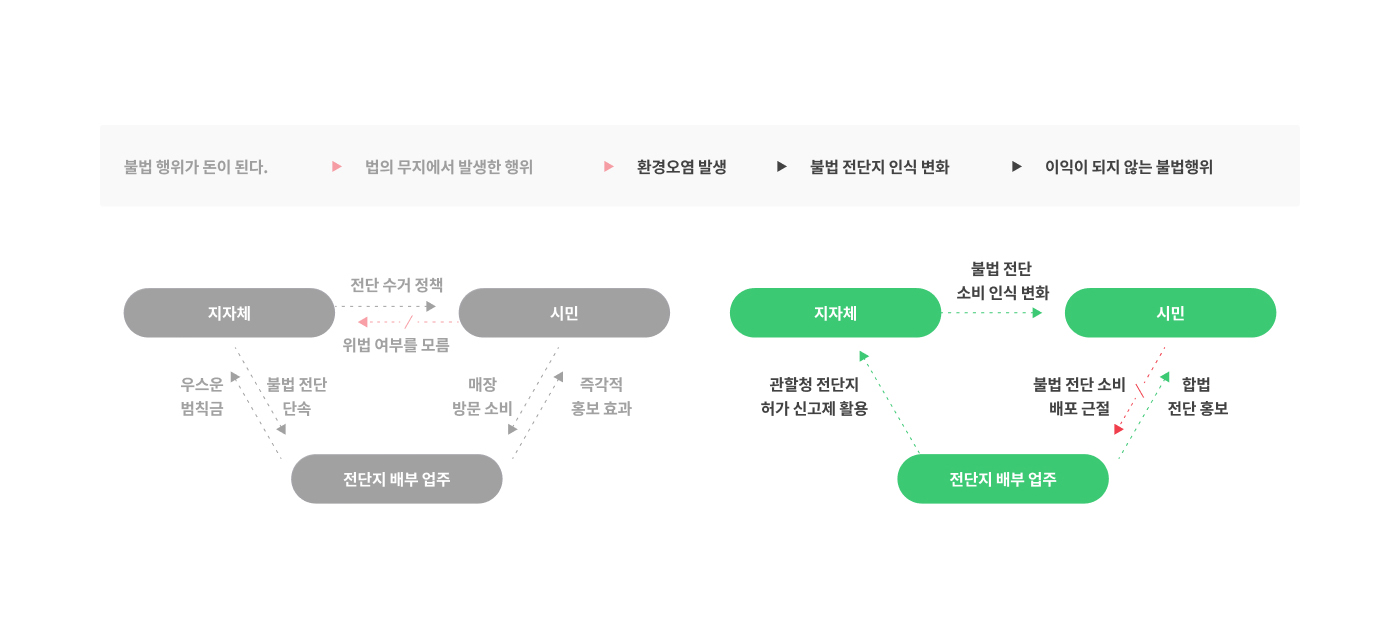 불법 행위가 돈이 된다.
법의 무지에서 발생한 행위
환경오염 발생
불법 전단지 인식 변화
이익이 되지 않는 불법행위
전단 수거 정책
지자체
시민
위법 여부를 모름
우스운
범칙금
불법 전단
단속
매장
방문 소비
즉각적
홍보 효과
전단지 배부 업주
불법 전단
소비 인식 변화
지자체
시민
관할청 전단지
허가 신고제 활용
불법 전단 소비
배포 근절
합법
전단 홍보
전단지 배부 업주